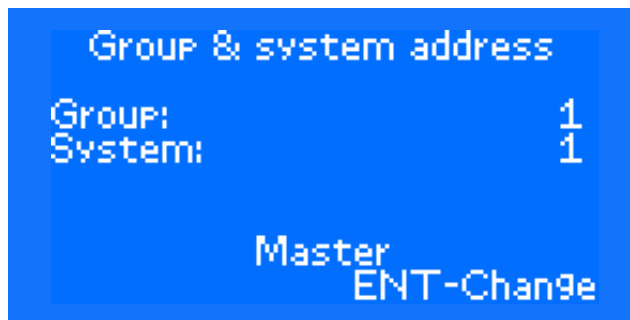 Group & system address
Group: 1
System: 1
Master
ENT-Change